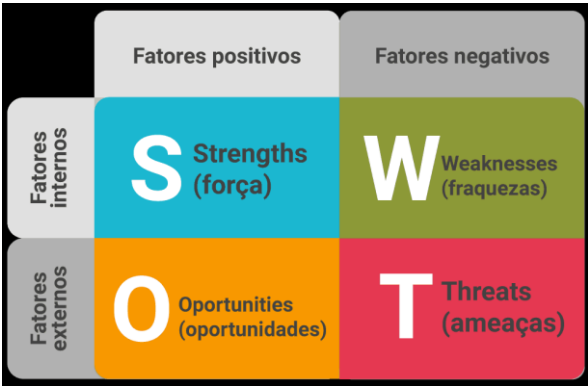 Fatores positivos
Fatores negativos
Fatores
internos
S
Strengths
(força)
W
Weaknesses
(fraquezas)
Fatores
externos
O
Oportunities
(oportunidades)
T
Threats
(ameaças)